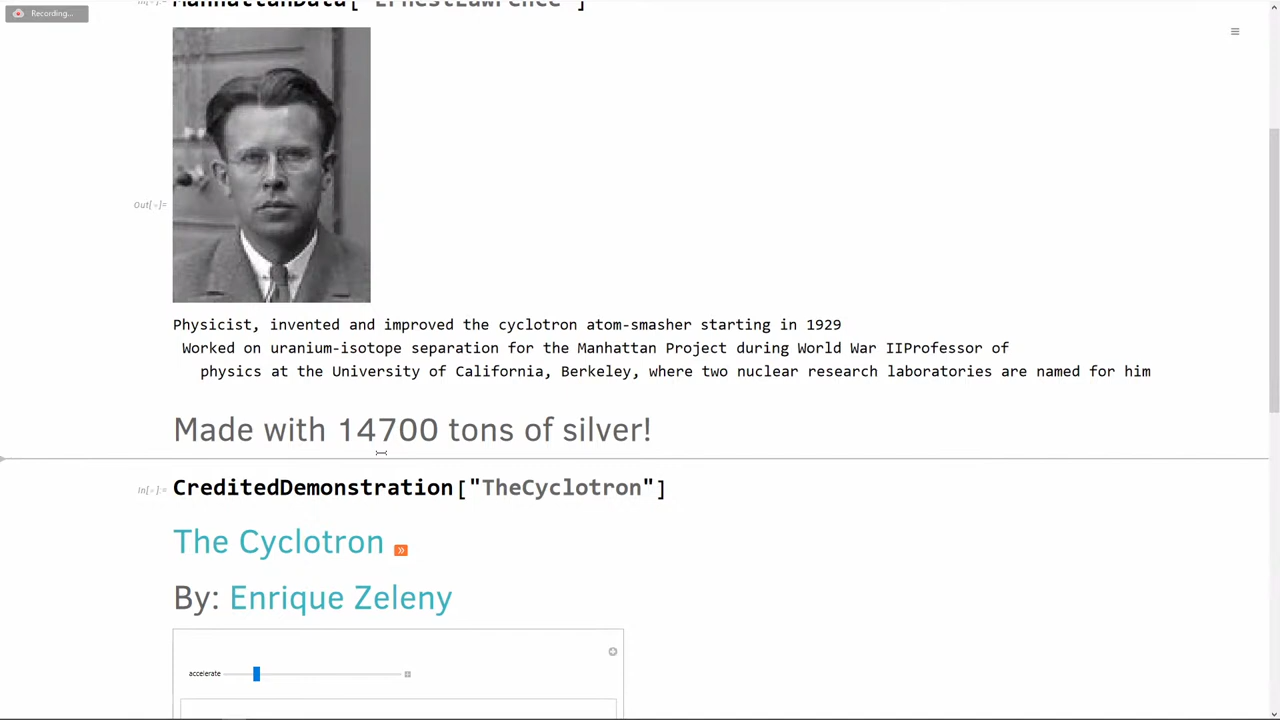 Recording...
ManhattanData["ErnestLawrence"]
Out[ ]=
Physicist, invented and improved the cyclotron atom-smasher starting in 1929
Worked on uranium-isotope separation for the Manhattan Project during World War IIProfessor of
physics at the University of California, Berkeley, where two nuclear research laboratories are named for him
Made with 14700 tons of silver!
In[ ]:= CreditedDemonstration["TheCyclotron"]
The Cyclotron »
By: Enrique Zeleny
accelerate